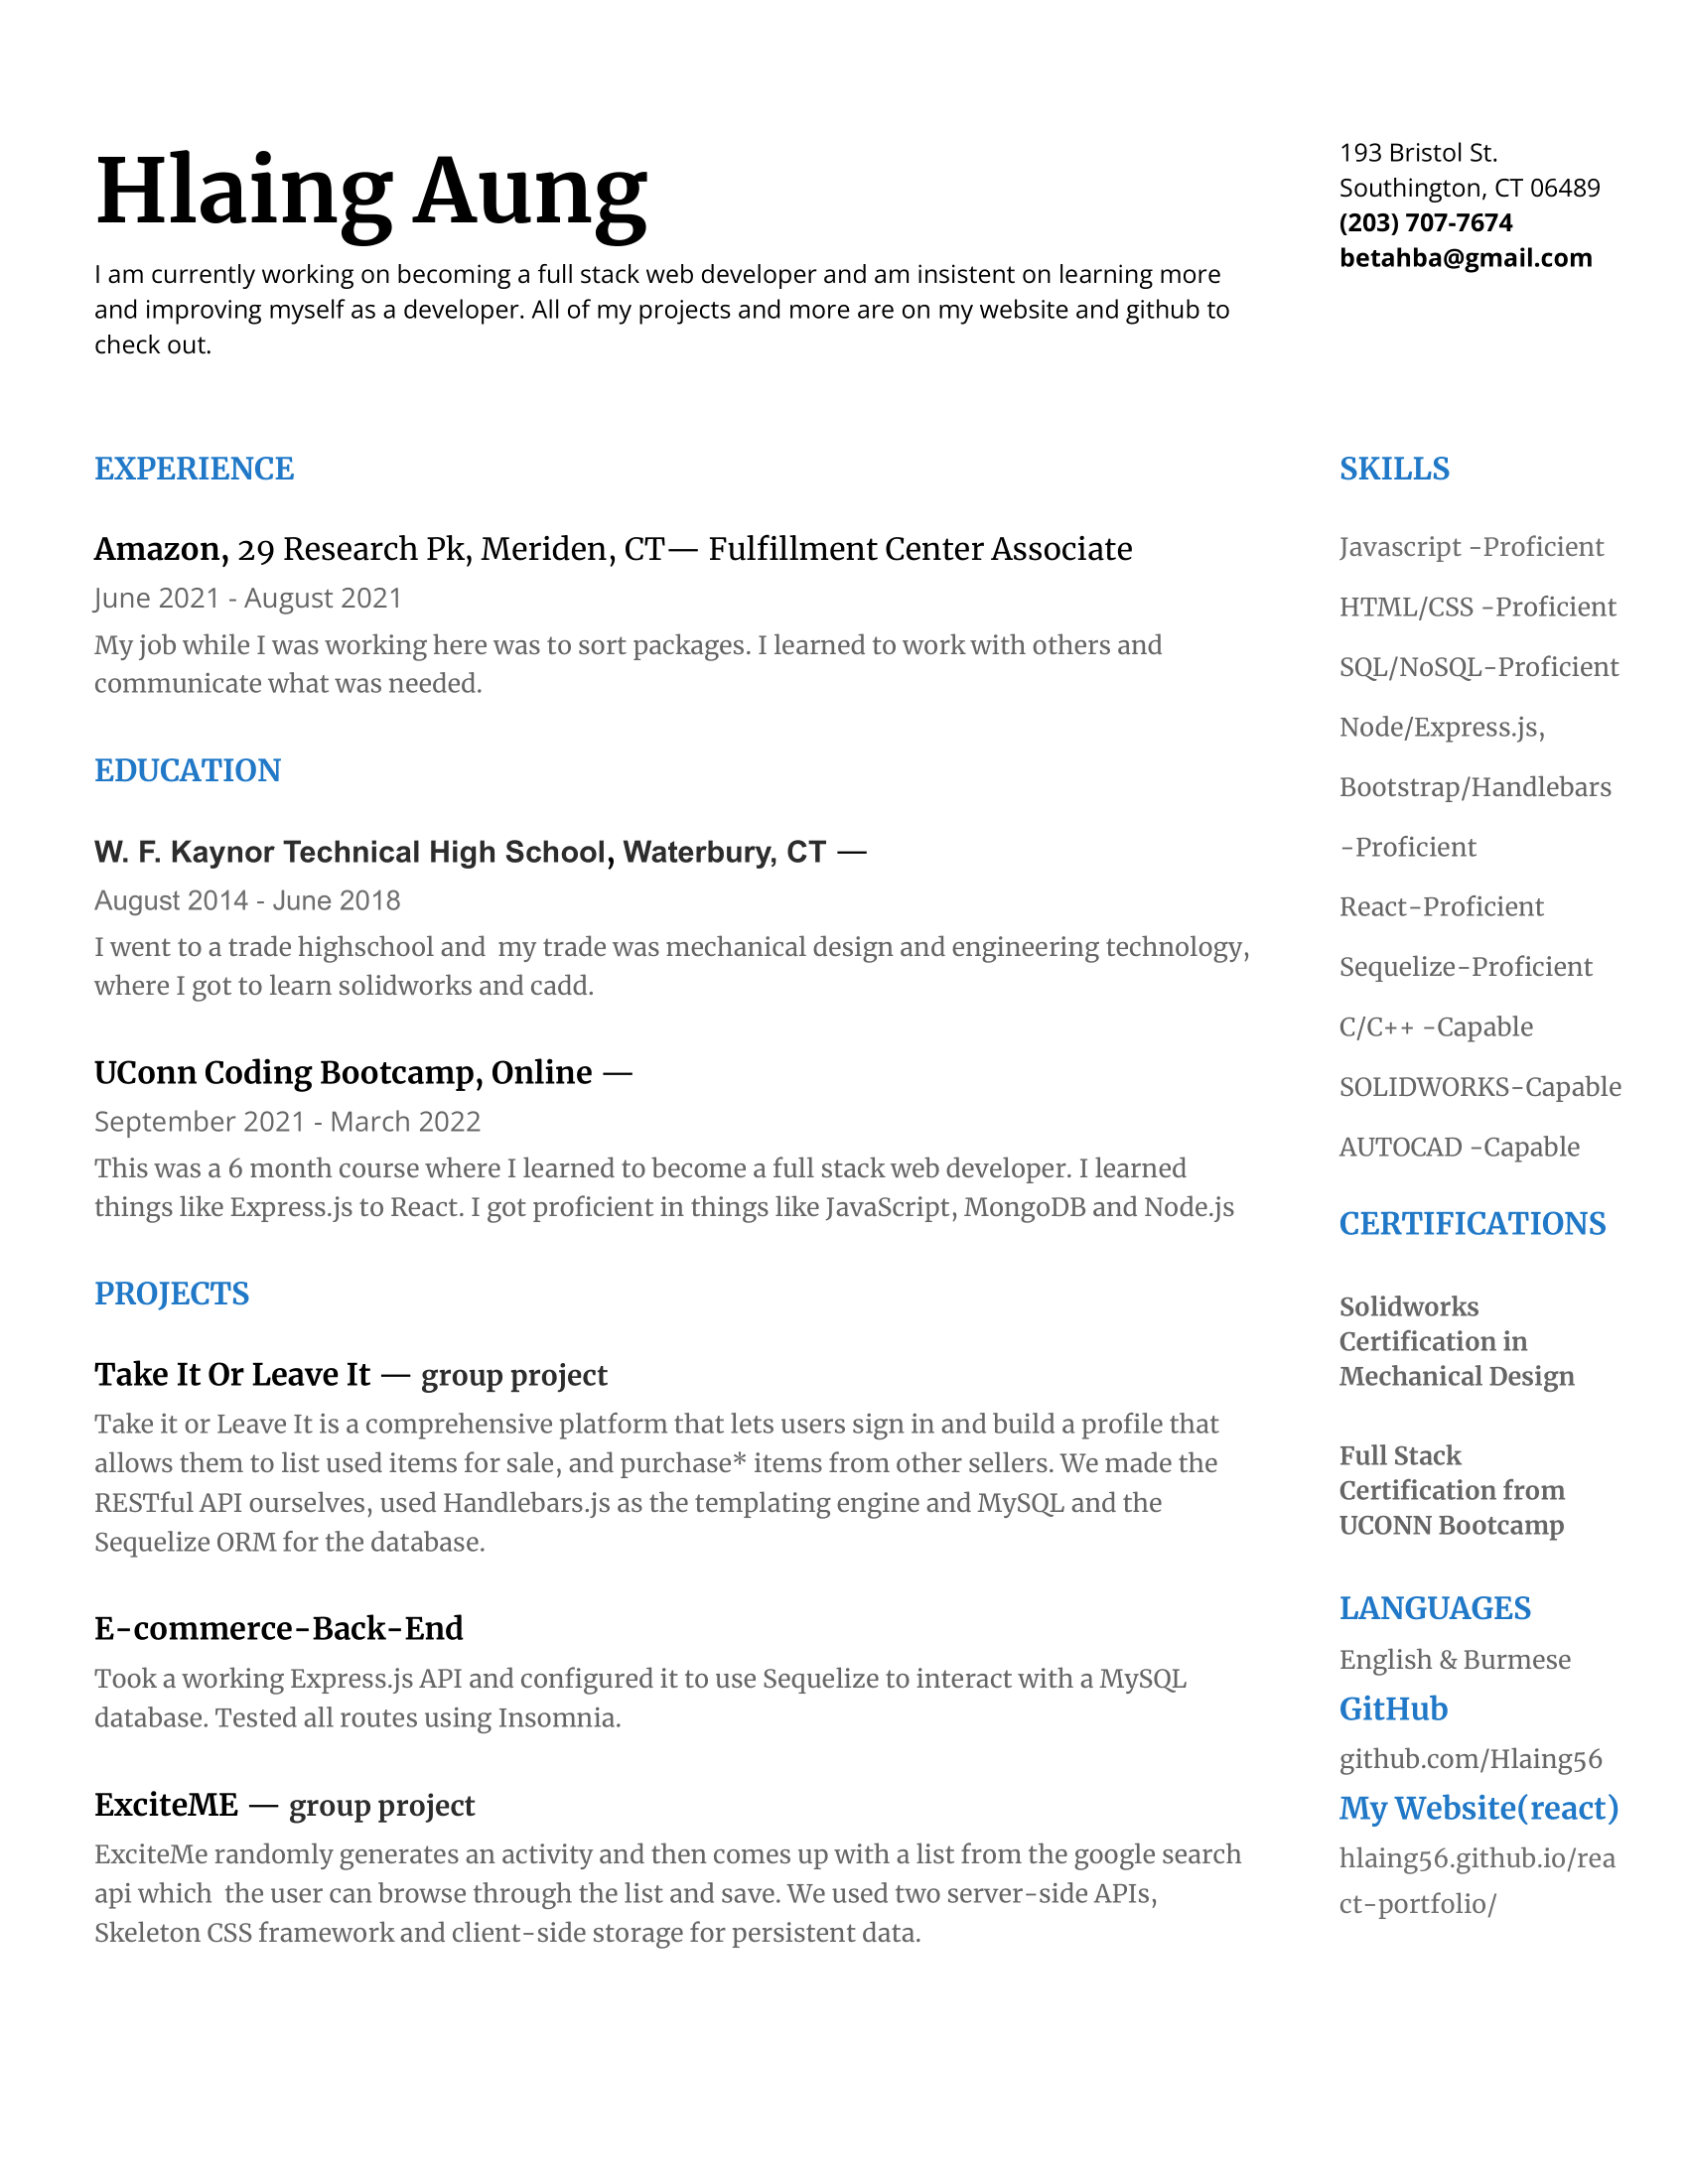 Hlaing Aung
I am currently working on becoming a full stack web developer and am insistent on learning more
and improving myself as a developer. All of my projects and more are on my website and github to
check out.
193 Bristol St.
Southington, CT 06489
(203) 707-7674
betahba@gmail.com
EXPERIENCE
Amazon, 29 Research Pk, Meriden, CT— Fulfillment Center Associate
June 2021 - August 2021
My job while I was working here was to sort packages. I learned to work with others and
communicate what was needed.
EDUCATION
W. F. Kaynor Technical High School, Waterbury, CT —
August 2014 - June 2018
I went to a trade highschool and  my trade was mechanical design and engineering technology,
where I got to learn solidworks and cadd.
UConn Coding Bootcamp, Online —
September 2021 - March 2022
This was a 6 month course where I learned to become a full stack web developer. I learned
things like Express.js to React. I got proficient in things like JavaScript, MongoDB and Node.js
PROJECTS
Take It Or Leave It — group project
Take it or Leave It is a comprehensive platform that lets users sign in and build a profile that
allows them to list used items for sale, and purchase* items from other sellers. We made the
RESTful API ourselves, used Handlebars.js as the templating engine and MySQL and the
Sequelize ORM for the database.
E-commerce-Back-End
Took a working Express.js API and configured it to use Sequelize to interact with a MySQL
database. Tested all routes using Insomnia.
ExciteME — group project
ExciteMe randomly generates an activity and then comes up with a list from the google search
api which  the user can browse through the list and save. We used two server-side APIs,
Skeleton CSS framework and client-side storage for persistent data.
SKILLS
Javascript -Proficient
HTML/CSS -Proficient
SQL/NoSQL-Proficient
Node/Express.js,
Bootstrap/Handlebars
-Proficient
React-Proficient
Sequelize-Proficient
C/C++ -Capable
SOLIDWORKS-Capable
AUTOCAD -Capable
CERTIFICATIONS
Solidworks
Certification in
Mechanical Design
Full Stack
Certification from
UCONN Bootcamp
LANGUAGES
English & Burmese
GitHub
github.com/Hlaing56
My Website(react)
hlaing56.github.io/rea
ct-portfolio/